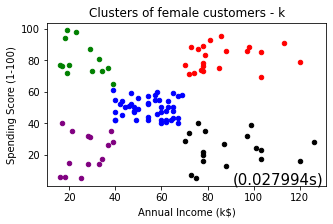 Clusters of female customers - k
100
80
60
40
20
Spending Score (1-100)
(0.027994s)
20
40
60
80
100
120
Annual Income (k$)